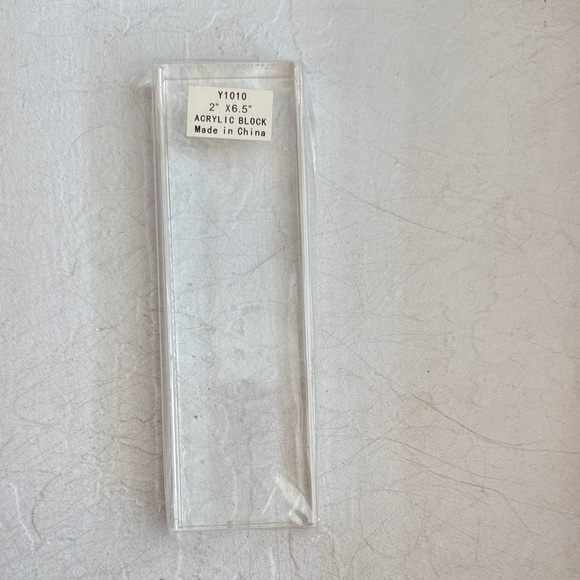 Y1010
2" X6.5"
ACRYLIC BLOCK
Made in China